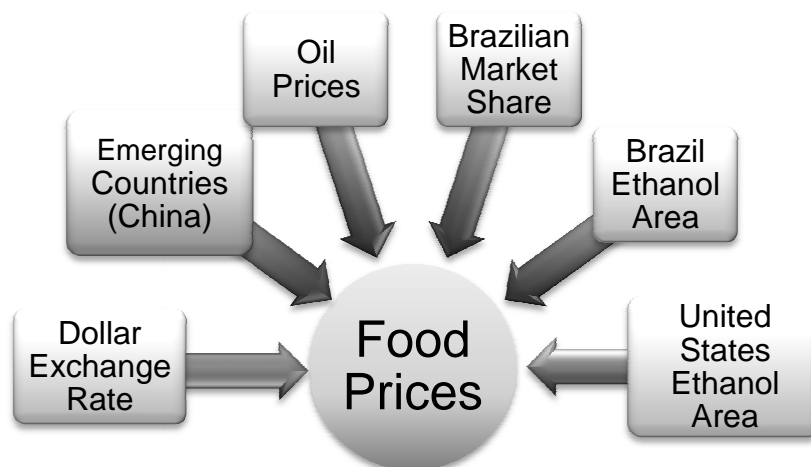 Oil
Prices
Brazilian
Market
Share
Emerging
Countries
(China)
Brazil
Ethanol
Area
Dollar
Exchange
Rate
Food
Prices
United
States
Ethanol
Area